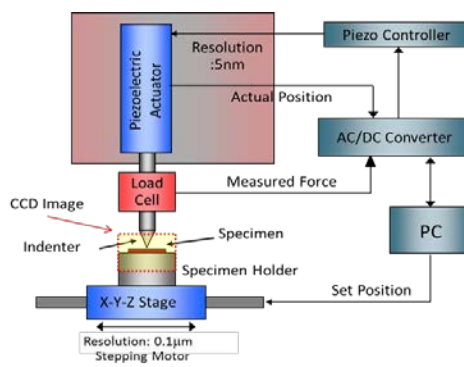 Piezoelectric
Actuator
Resolution
:5nm
Piezo Controller
Actual Position
AC/DC Converter
Load
Cell
Measured Force
CCD Image
Indenter
Specimen
PC
Specimen Holder
X-Y-Z Stage
Set Position
Resolution: 0.1μm
Stepping Motor